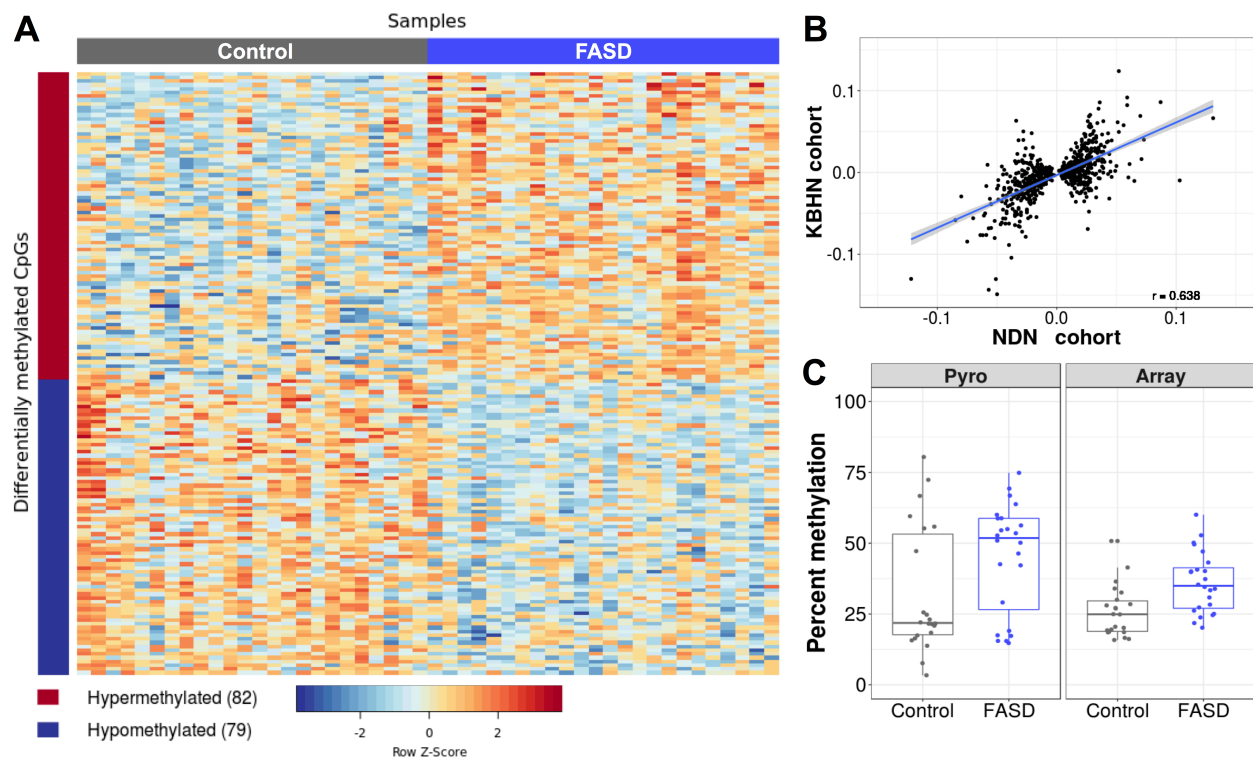 A
Samples
Control FASD
Differentially methylated CpGs
Hypermethylated (82)
Hypomethylated (79)
-2 0 2
Row Z-Score
B
KBHN cohort
0.1
0.0
-0.1
r = 0.638
-0.1 0.0 0.1
NDN cohort
C
Pyro Array
Percent methylation
100
75
50
25
0
Control FASD Control FASD